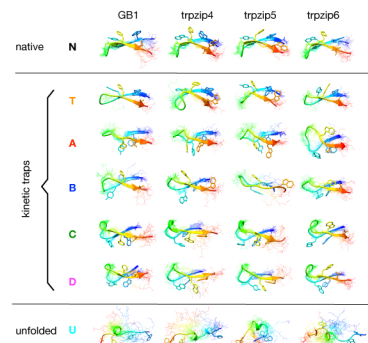 GB1 trpzip4 trpzip5 trpzip6
native N
T
A
kinetic traps B
C
D
unfolded U